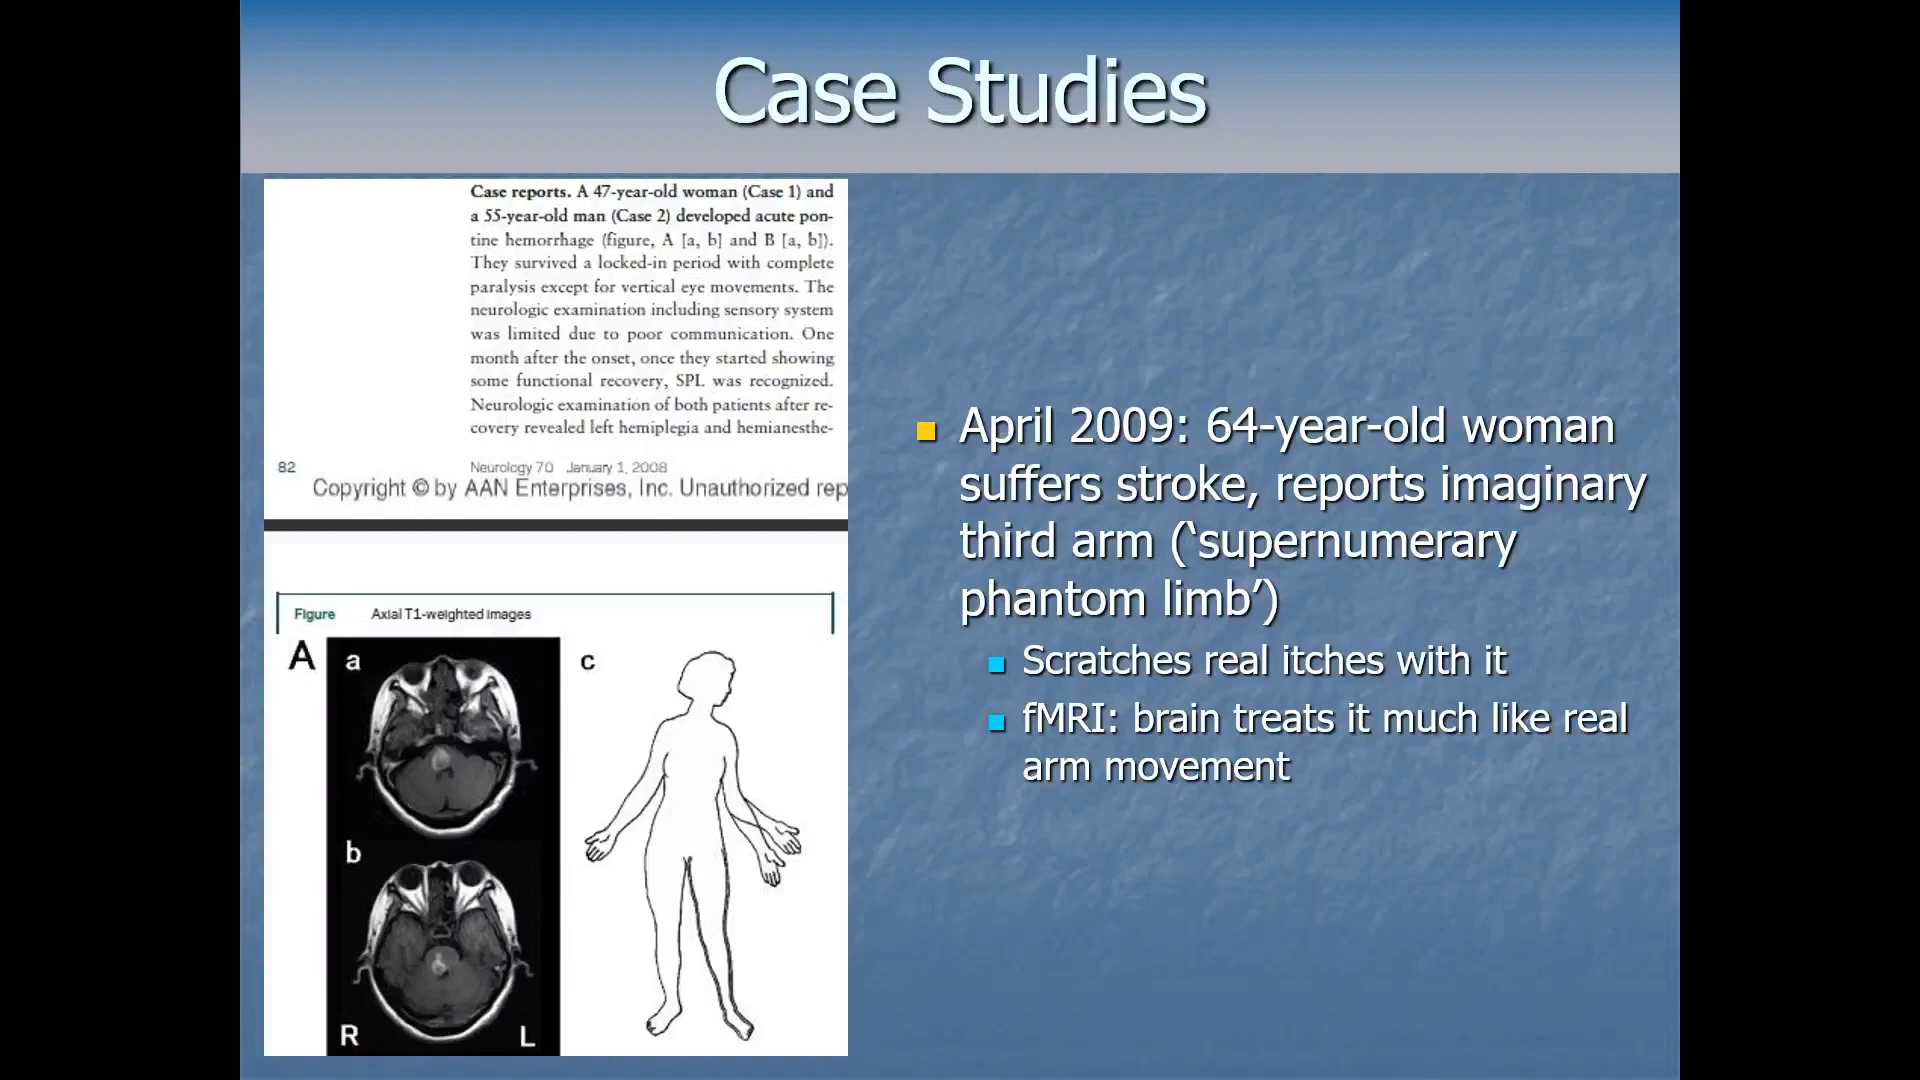 Case Studies
Case reports. A 47-year-old woman (Case 1) and
a 55-year-old man (Case 2) developed acute pon-
tine hemorrhage (figure, A [a, b] and B [a, b]).
They survived a locked-in period with complete
paralysis except for vertical eye movements. The
neurologic examination including sensory system
was limited due to poor communication. One
month after the onset, once they started showing
some functional recovery, SPL was recognized.
Neurologic examination of both patients after re-
covery revealed left hemiplegia and hemianesthe-
82 Neurology 70 January 1, 2008
Copyright © by AAN Enterprises, Inc. Unauthorized rep
Figure Axial T1-weighted images
A a c
b
R L
April 2009: 64-year-old woman
suffers stroke, reports imaginary
third arm (‘supernumerary
phantom limb’)
Scratches real itches with it
fMRI: brain treats it much like real
arm movement